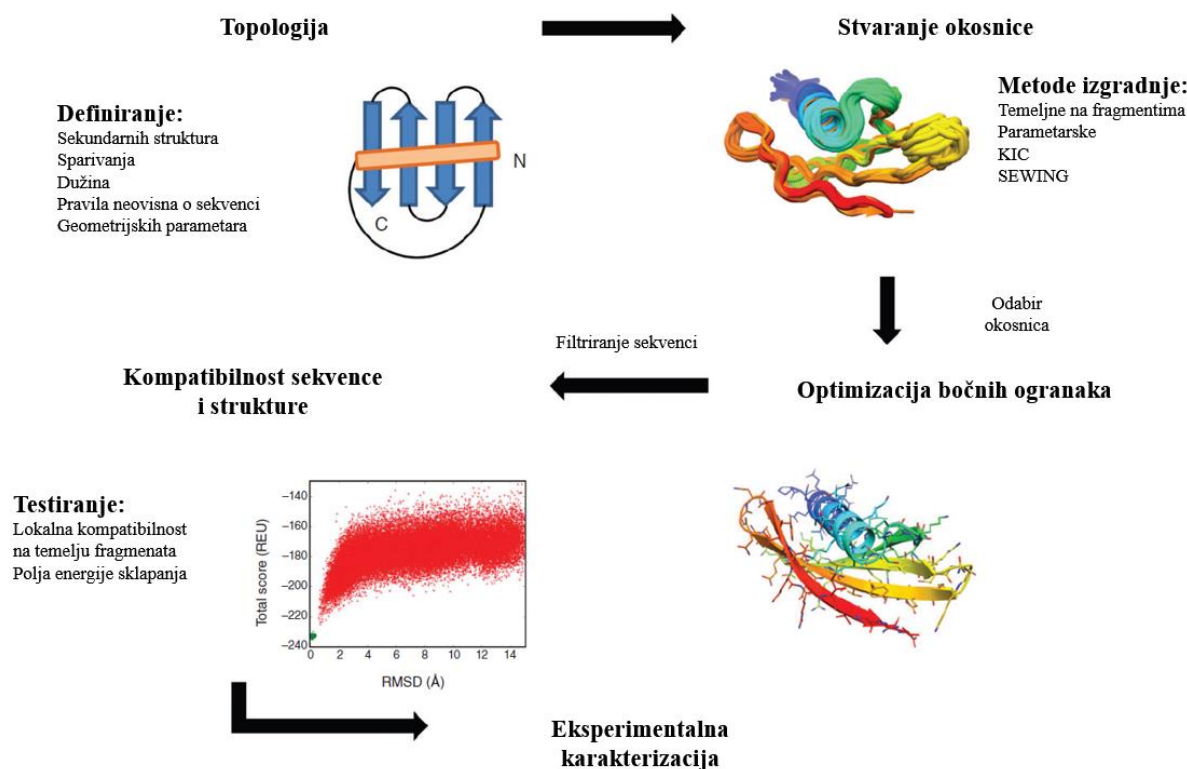 Topologija
Stvaranje okosnice
Definiranje:
Sekundarnih struktura
Sparivanja
Dužina
Pravila neovisna o sekvenci
Geometrijskih parametara
N
C
Metode izgradnje:
Temeljne na fragmentima
Parametarske
KIC
SEWING
Odabir
okosnica
Filtriranje sekvenci
Kompatibilnost sekvence
i strukture
Optimizacija bočnih ogranaka
Testiranje:
Lokalna kompatibilnost
na temelju fragmenata
Polja energije sklapanja
Total score (REU)
−140
−160
−180
−200
−220
−240
0 2 4 6 8 10 12 14
RMSD (Å)
Eksperimentalna
karakterizacija